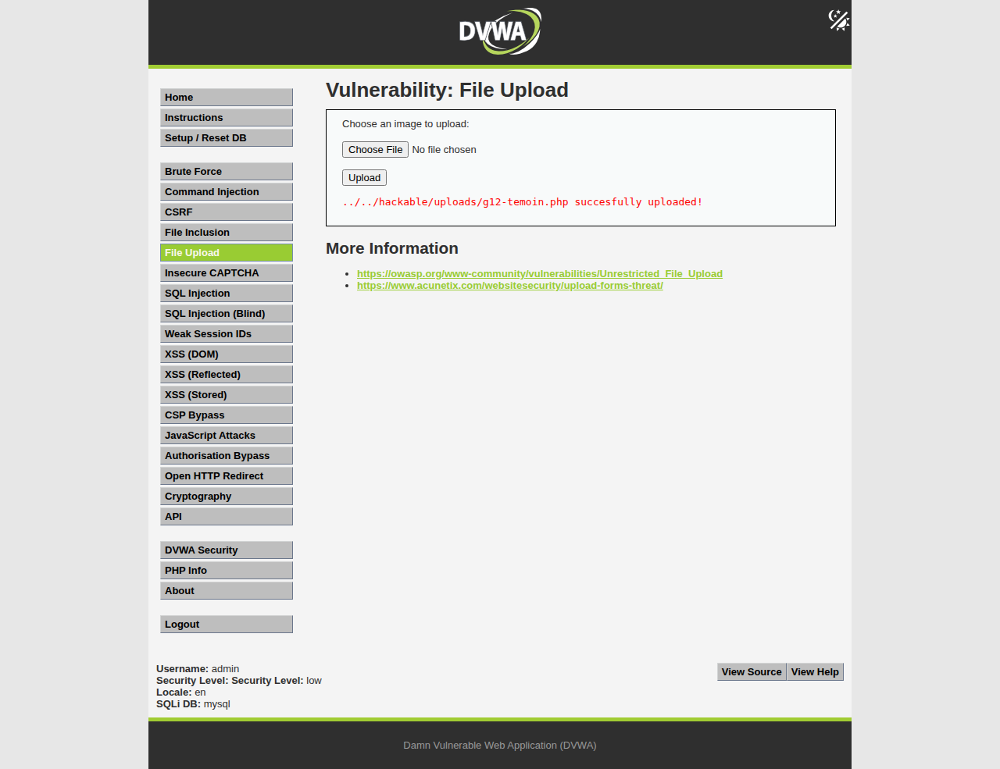 DVWA
Home
Instructions
Setup / Reset DB
Brute Force
Command Injection
CSRF
File Inclusion
File Upload
Insecure CAPTCHA
SQL Injection
SQL Injection (Blind)
Weak Session IDs
XSS (DOM)
XSS (Reflected)
XSS (Stored)
CSP Bypass
JavaScript Attacks
Authorisation Bypass
Open HTTP Redirect
Cryptography
API
DVWA Security
PHP Info
About
Logout
Vulnerability: File Upload
Choose an image to upload:
Choose File No file chosen
Upload
../../hackable/uploads/g12-temoin.php succesfully uploaded!
More Information
• https://owasp.org/www-community/vulnerabilities/Unrestricted_File_Upload
• https://www.acunetix.com/websitesecurity/upload-forms-threat/
Username: admin
Security Level: Security Level: low
Locale: en
SQLi DB: mysql
View Source View Help
Damn Vulnerable Web Application (DVWA)